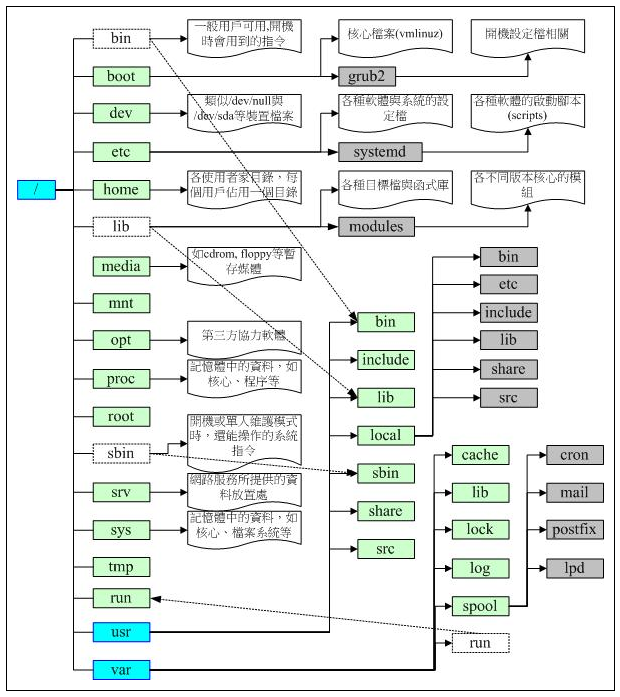 /
bin
一般用戶可用,開機
時會用到的指令
boot
核心檔案(vmlinuz)
grub2
開機設定檔相關
dev
類似/dev/null與
/dev/sda等裝置檔案
etc
各種軟體與系統的設
定檔
systemd
各種軟體的啟動腳本
(scripts)
home
各使用者家目錄，每
個用戶佔用一個目錄
lib
各種目標檔與函式庫
modules
各不同版本核心的模
組
media
如cdrom, floppy等暫
存媒體
mnt
opt
第三方協力軟體
proc
記憶體中的資料，如
核心、程序等
root
sbin
開機或單人維護模式
時，還能操作的系統
指令
srv
網路服務所提供的資
料放置處
sys
記憶體中的資料，如
核心、檔案系統等
tmp
run
usr
var
bin
include
lib
local
sbin
share
src
bin
etc
include
lib
share
src
cache
lib
lock
log
spool
run
cron
mail
postfix
lpd